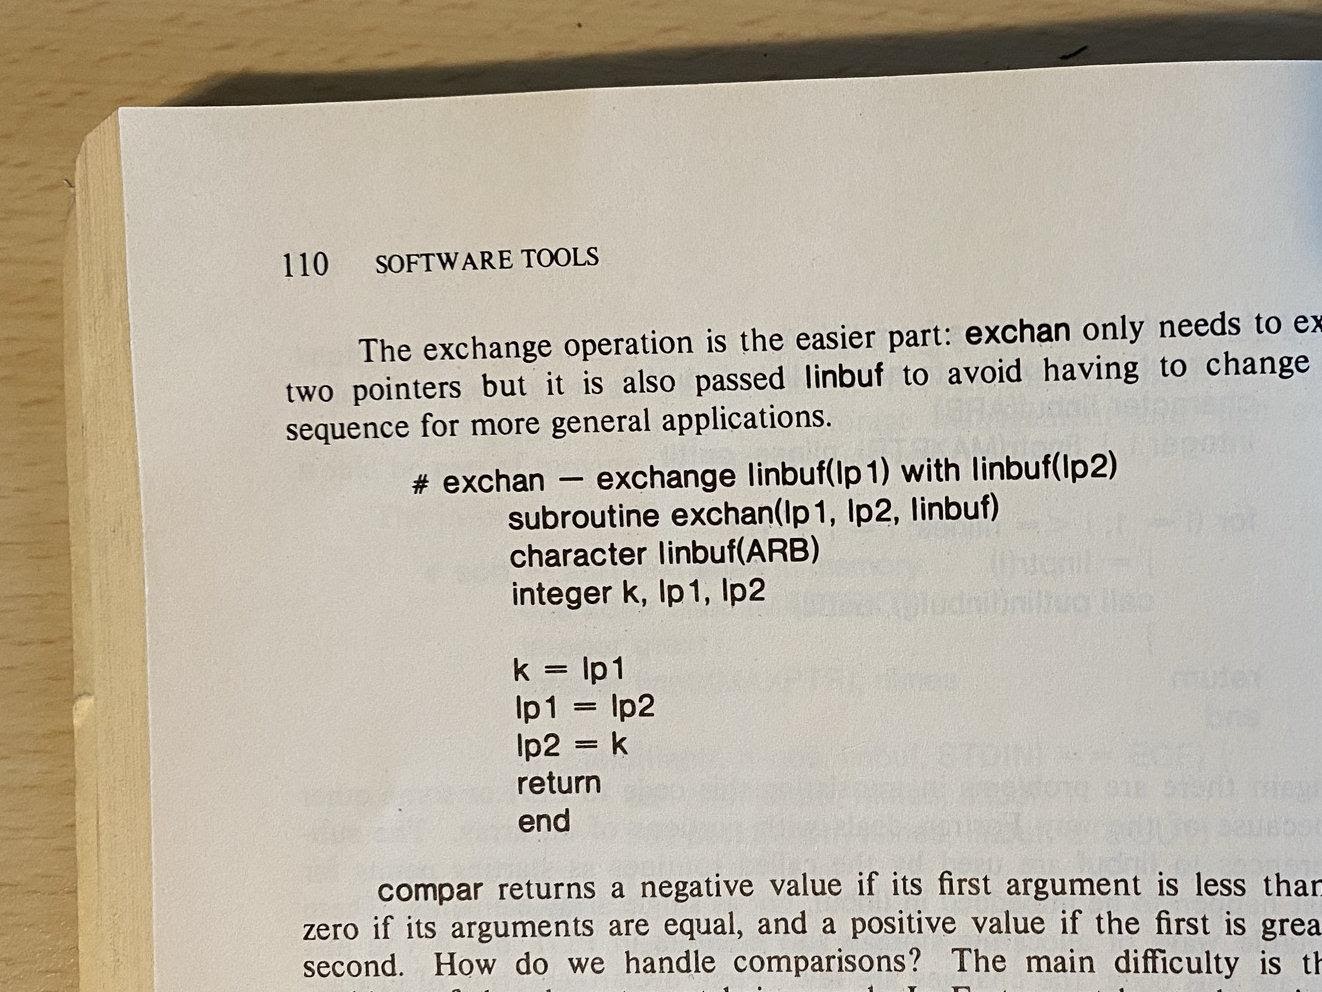 110 SOFTWARE TOOLS
The exchange operation is the easier part: exchan only needs to ex
two pointers but it is also passed linbuf to avoid having to change
sequence for more general applications.
# exchan — exchange linbuf(lp1) with linbuf(lp2)
subroutine exchan(lp1, lp2, linbuf)
character linbuf(ARB)
integer k, lp1, lp2
k = lp1
lp1 = lp2
lp2 = k
return
end
compar returns a negative value if its first argument is less than
zero if its arguments are equal, and a positive value if the first is grea
second. How do we handle comparisons? The main difficulty is th